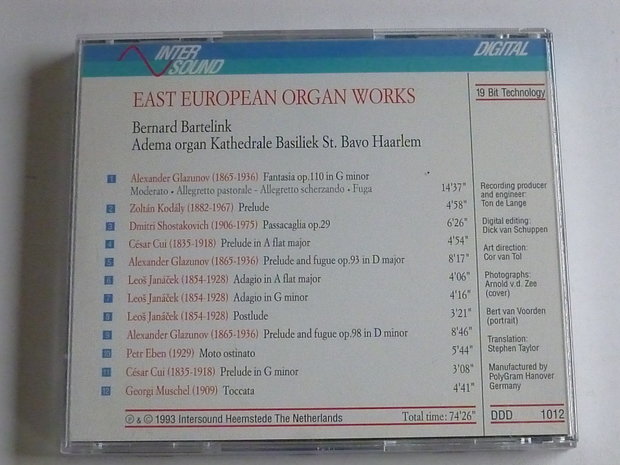 INTER
SOUND
DIGITAL
EAST EUROPEAN ORGAN WORKS
Bernard Bartelink
Adema organ Kathedrale Basiliek St. Bavo Haarlem
1 Alexander Glazunov (1865-1936) Fantasia op.110 in G minor
Moderato • Allegretto pastorale - Allegretto scherzando • Fuga 14'37"
2 Zoltán Kodály (1882-1967) Prelude 4'58"
3 Dmitri Shostakovich (1906-1975) Passacaglia op.29 6'26"
4 César Cui (1835-1918) Prelude in A flat major 4'54"
5 Alexander Glazunov (1865-1936) Prelude and fugue op.93 in D major 8'17"
6 Leoš Janáček (1854-1928) Adagio in A flat major 4'06"
7 Leoš Janáček (1854-1928) Adagio in G minor 4'16"
8 Leoš Janáček (1854-1928) Postlude 3'21"
9 Alexander Glazunov (1865-1936) Prelude and fugue op.98 in D minor 8'46"
10 Petr Eben (1929) Moto ostinato 5'44"
11 César Cui (1835-1918) Prelude in G minor 3'08"
12 Georgi Muschel (1909) Toccata 4'41"
℗ & © 1993 Intersound Heemstede The Netherlands Total time: 74'26"
19 Bit Technology
Recording producer
and engineer:
Ton de Lange
Digital editing:
Dick van Schuppen
Art direction:
Cor van Tol
Photographs:
Arnold v.d. Zee
(cover)
Bert van Voorden
(portrait)
Translation:
Stephen Taylor
Manufactured by
PolyGram Hanover
Germany
DDD 1012